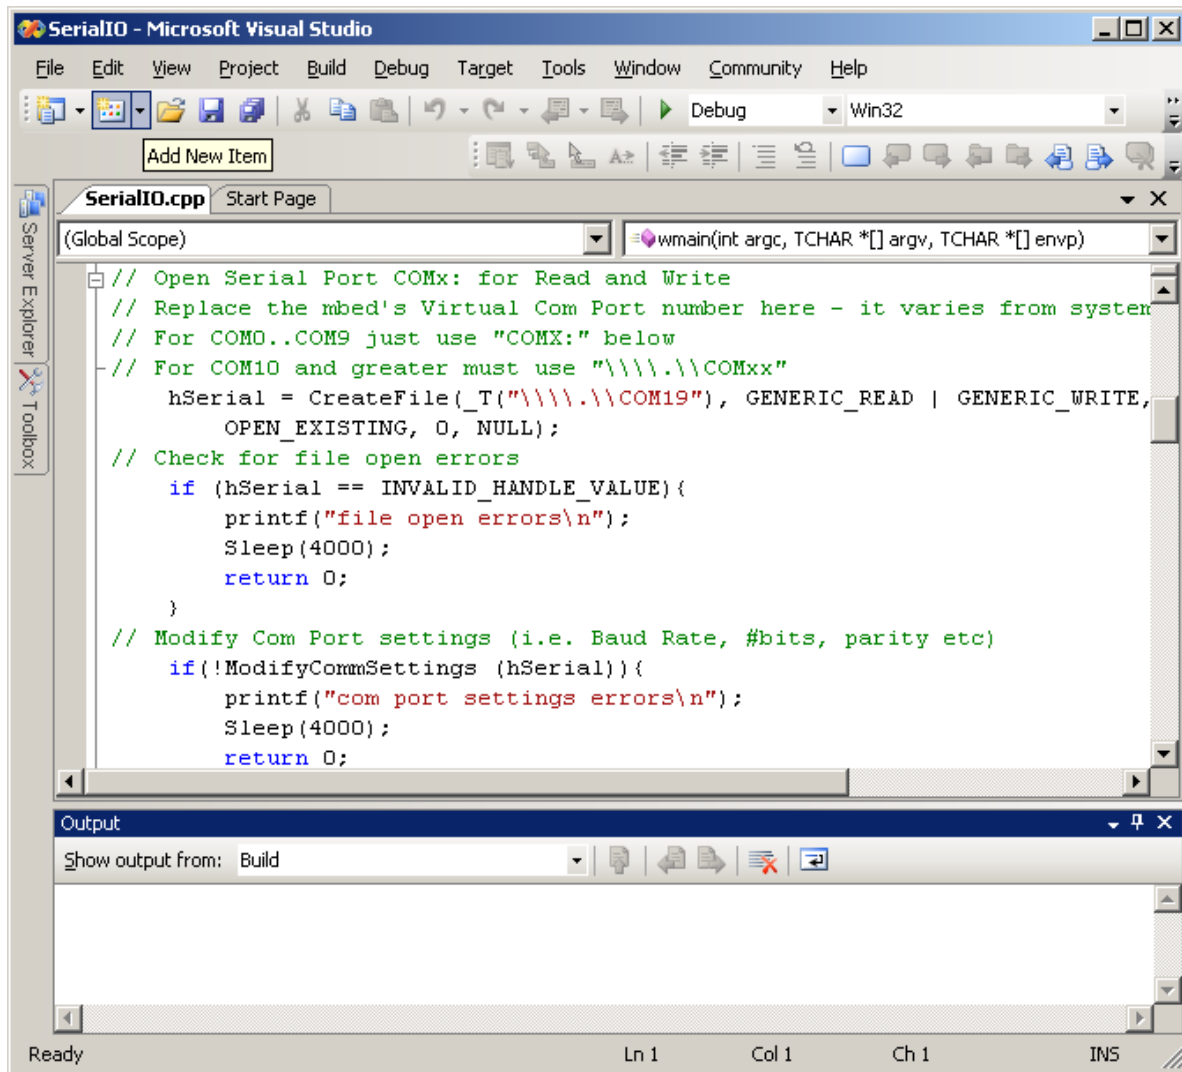 SerialIO - Microsoft Visual Studio
File Edit View Project Build Debug Target Tools Window Community Help
Debug Win32
Add New Item
SerialIO.cpp Start Page
(Global Scope) wmain(int argc, TCHAR *[] argv, TCHAR *[] envp)
Server Explorer
Toolbox
// Open Serial Port COMx: for Read and Write
// Replace the mbed's Virtual Com Port number here - it varies from system
// For COM0..COM9 just use "COMX:" below
// For COM10 and greater must use "\\\\.\\COMxx"
hSerial = CreateFile(_T("\\\\.\\COM19"), GENERIC_READ | GENERIC_WRITE,
OPEN_EXISTING, 0, NULL);
// Check for file open errors
if (hSerial == INVALID_HANDLE_VALUE){
printf("file open errors\n");
Sleep(4000);
return 0;
}
// Modify Com Port settings (i.e. Baud Rate, #bits, parity etc)
if(!ModifyCommSettings (hSerial)){
printf("com port settings errors\n");
Sleep(4000);
return 0;
Output
Show output from: Build
Ready Ln 1 Col 1 Ch 1 INS